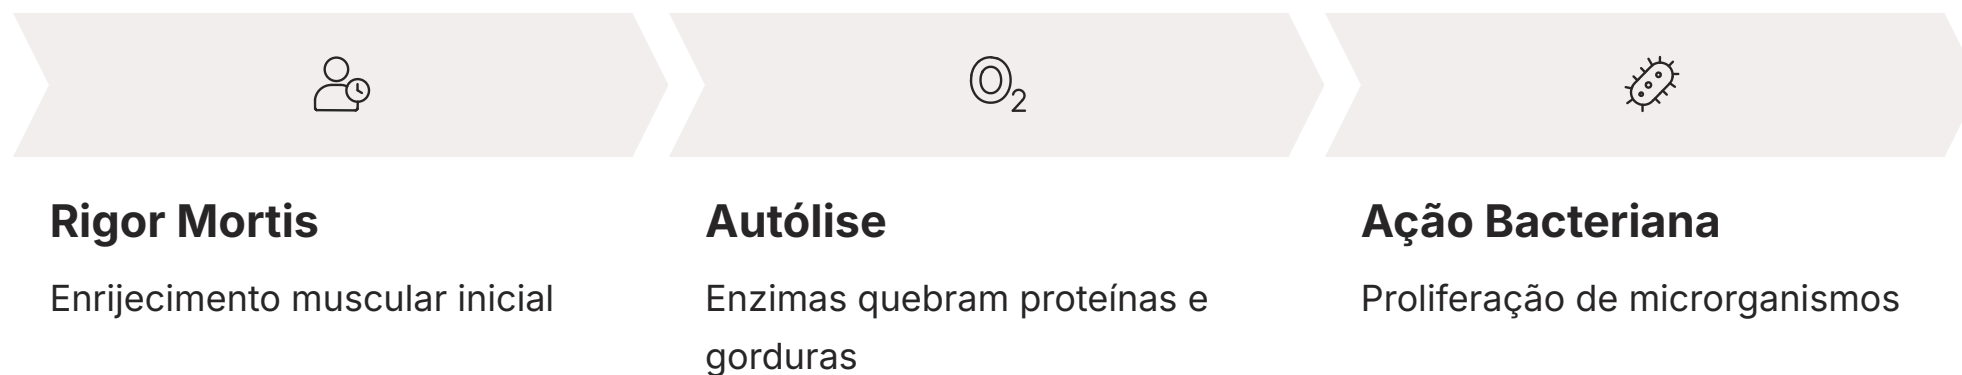 O2
Rigor Mortis
Enrijecimento muscular inicial
Autólise
Enzimas quebram proteínas e
gorduras
Ação Bacteriana
Proliferação de microrganismos